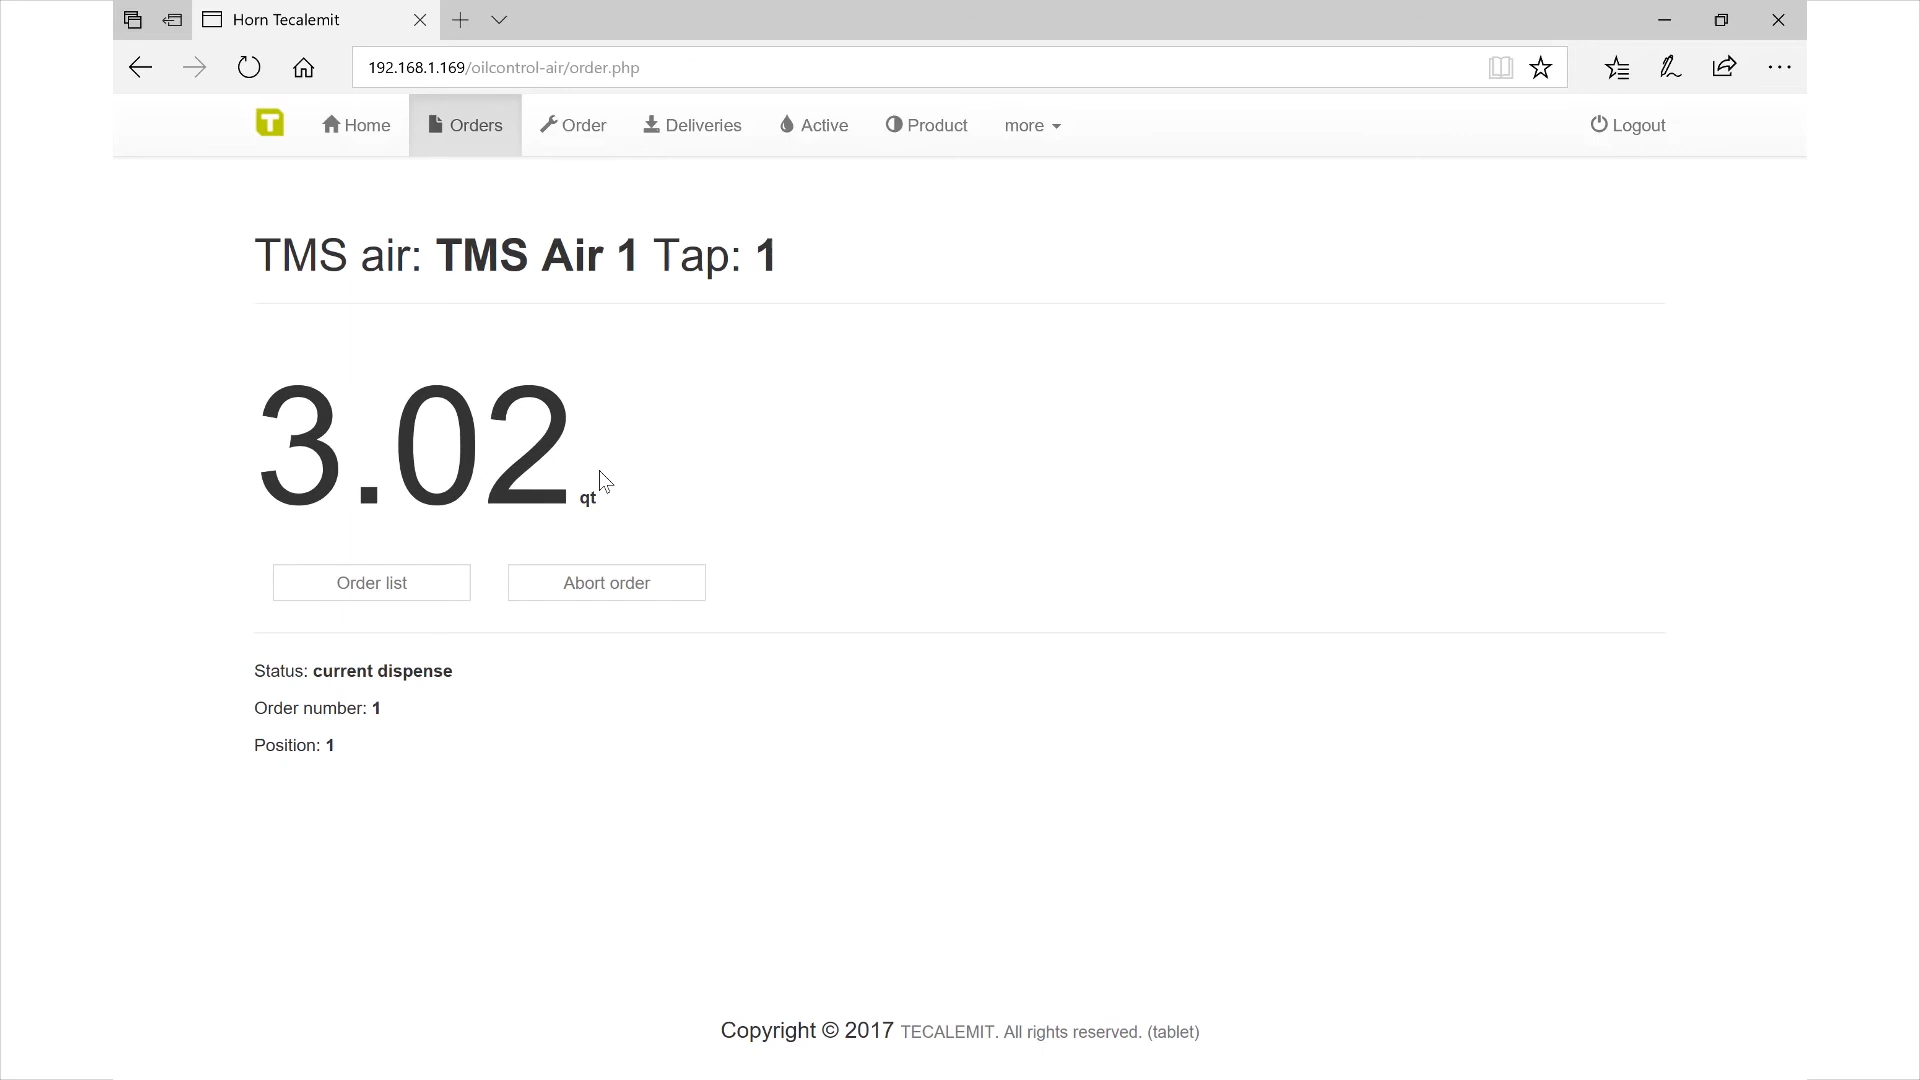 Horn Tecalemit
192.168.1.169/oilcontrol-air/order.php
T Home Orders Order Deliveries Active Product more Logout
TMS air: TMS Air 1 Tap: 1
3.02 qt
Order list Abort order
Status: current dispense
Order number: 1
Position: 1
Copyright © 2017 TECALEMIT. All rights reserved. (tablet)